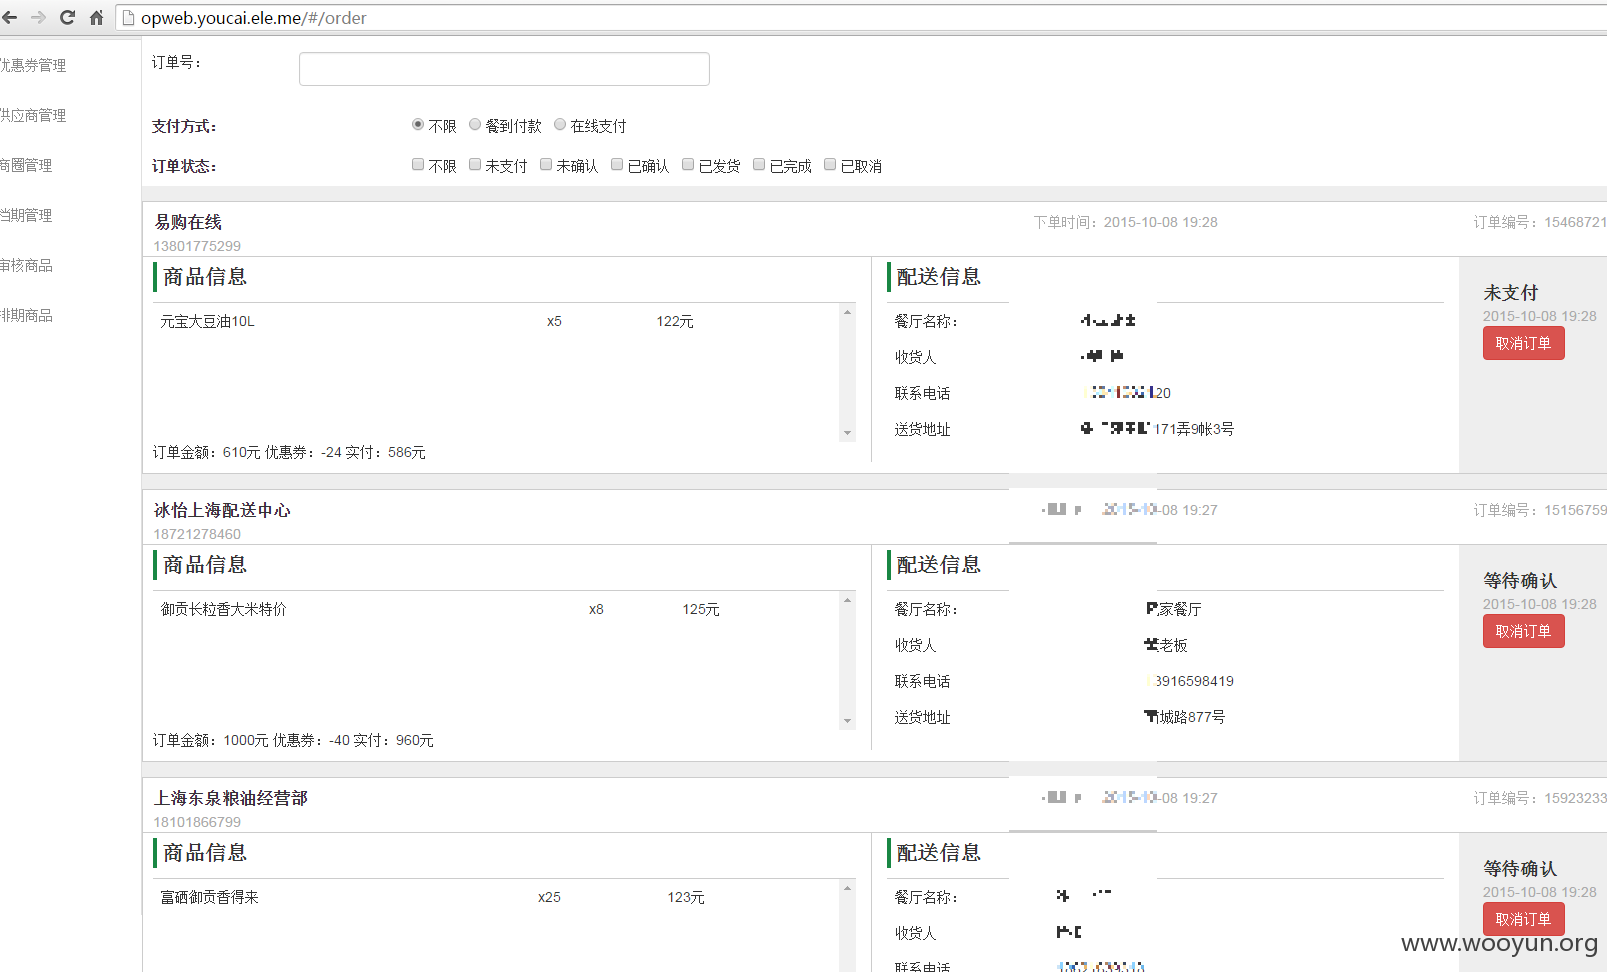 opweb.youcai.ele.me/#/order
优惠券管理
供应商管理
商圈管理
档期管理
审核商品
排期商品
订单号：
支付方式： 不限 餐到付款 在线支付
订单状态： 不限 未支付 未确认 已确认 已发货 已完成 已取消
易购在线 下单时间：2015-10-08 19:28 订单编号：15468721
13801775299
商品信息 配送信息
元宝大豆油10L x5 122元
餐厅名称：
收货人
联系电话 20
送货地址 171弄9帐3号
未支付
2015-10-08 19:28
取消订单
订单金额：610元 优惠券：-24 实付：586元
冰怡上海配送中心 -08 19:27 订单编号：15156759
18721278460
商品信息 配送信息
御贡长粒香大米特价 x8 125元
餐厅名称： 家餐厅
收货人 老板
联系电话 3916598419
送货地址 城路877号
等待确认
2015-10-08 19:28
取消订单
订单金额：1000元 优惠券：-40 实付：960元
上海东泉粮油经营部 -08 19:27 订单编号：15923233
18101866799
商品信息 配送信息
富硒御贡香得来 x25 123元
餐厅名称：
收货人
联系电话
等待确认
2015-10-08 19:28
取消订单
www.wooyun.org